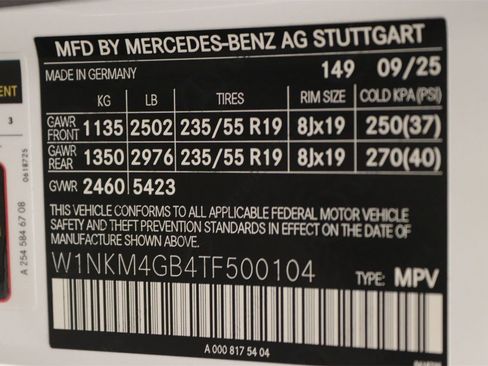 MFD BY MERCEDES-BENZ AG STUTTGART
MADE IN GERMANY 149 09/25
KG LB TIRES RIM SIZE COLD KPA (PSI)
GAWR FRONT 1135 2502 235/55 R19 8Jx19 250(37)
GAWR REAR 1350 2976 235/55 R19 8Jx19 270(40)
GVWR 2460 5423
THIS VEHICLE CONFORMS TO ALL APPLICABLE FEDERAL MOTOR VEHICLE
SAFETY AND THEFT PREVENTION STANDARDS IN EFFECT ON THE DATE OF
MANUFACTURE SHOWN ABOVE.
W1NKM4GB4TF500104 TYPE: MPV
A 000 817 54 04
3
A 254 584 67 08
0618725